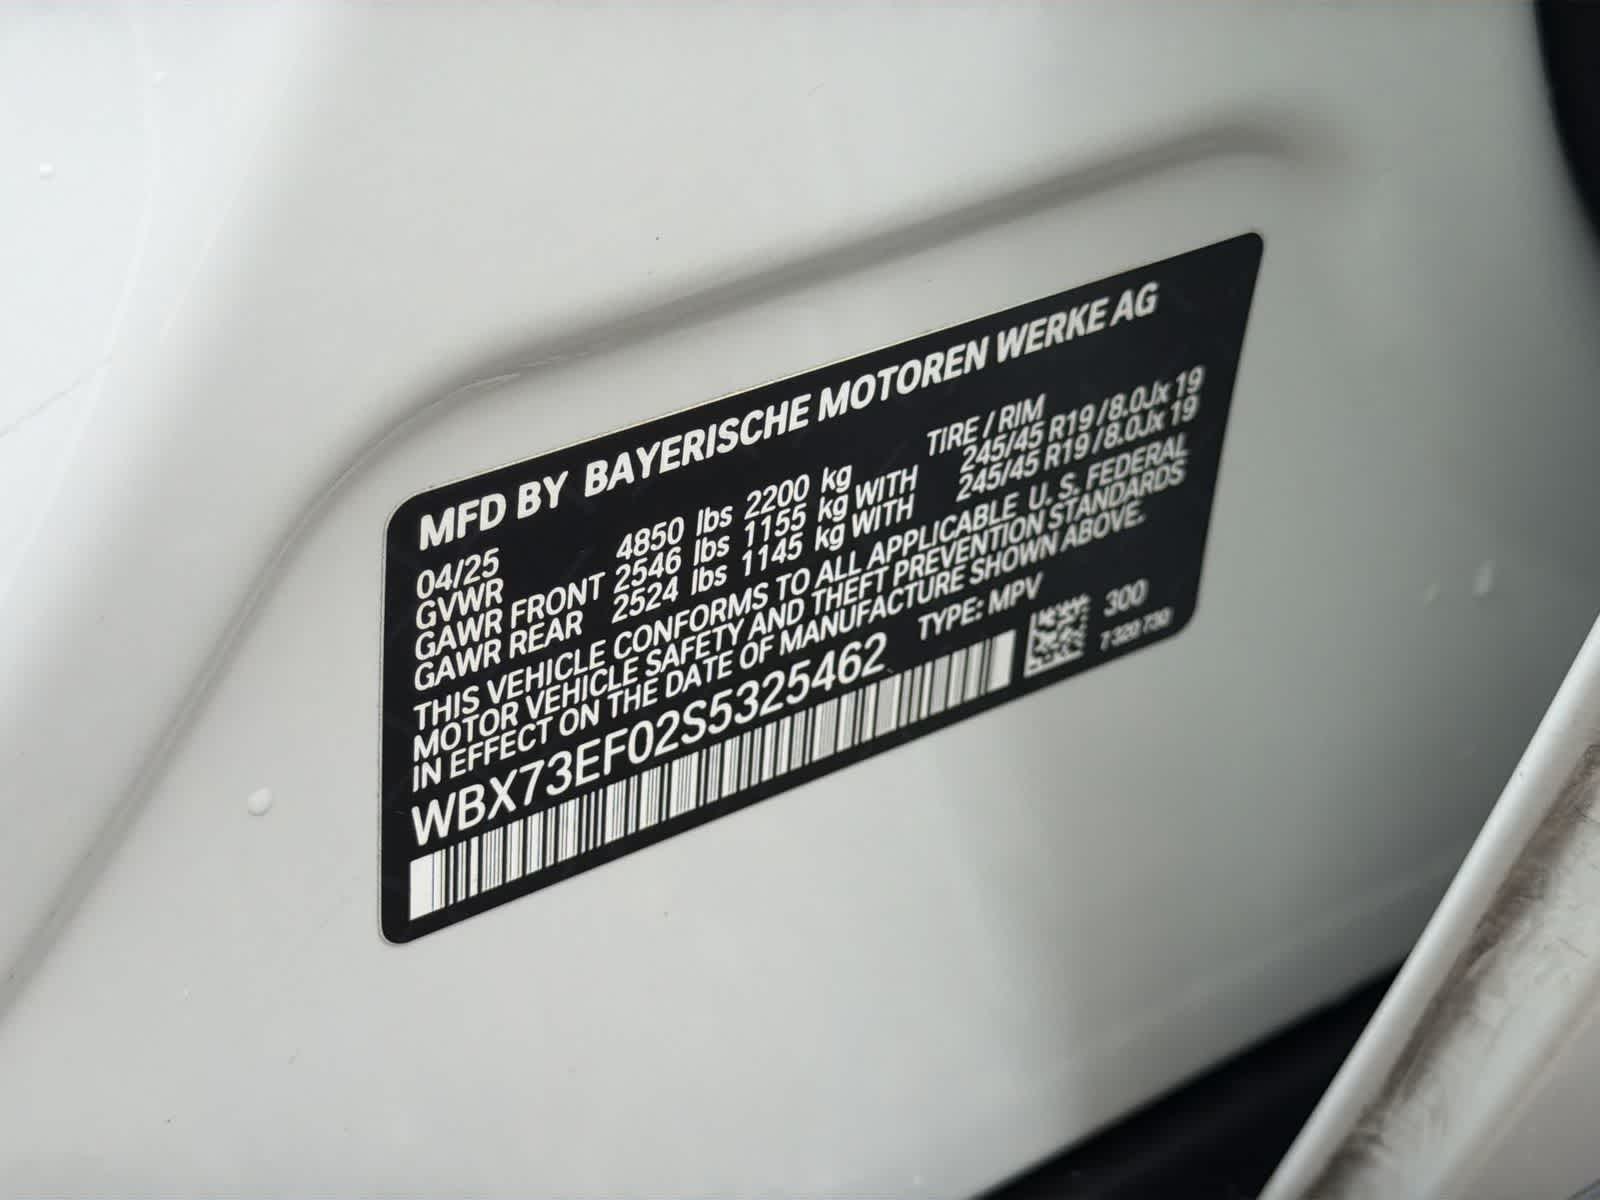 MFD BY BAYERISCHE MOTOREN WERKE AG
04/25 TIRE / RIM
GVWR 4850 lbs 2200 kg
GAWR FRONT 2546 lbs 1155 kg WITH 245/45 R19 /8.0Jx 19
GAWR REAR 2524 lbs 1145 kg WITH 245/45 R19 /8.0Jx 19
THIS VEHICLE CONFORMS TO ALL APPLICABLE U. S. FEDERAL
MOTOR VEHICLE SAFETY AND THEFT PREVENTION STANDARDS
IN EFFECT ON THE DATE OF MANUFACTURE SHOWN ABOVE.
WBX73EF02S5325462 TYPE: MPV
300
7 320 730